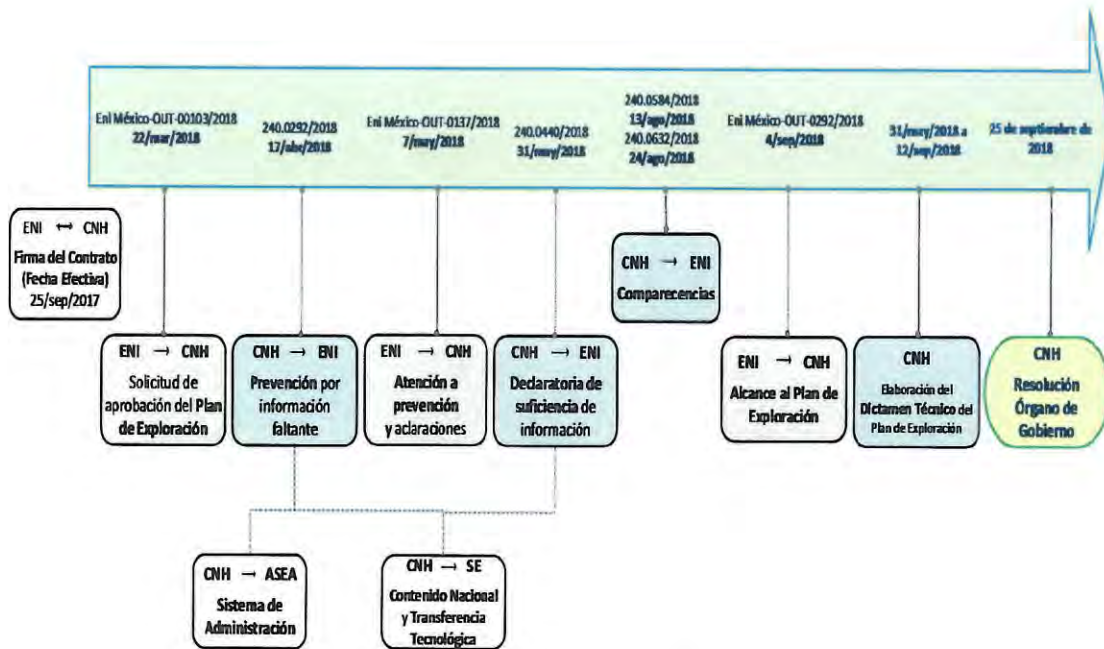 Eni México-OUT-00103/2018
22/mar/2018
240.0292/2018
17/abr/2018
Eni México-OUT-0137/2018
7/may/2018
240.0440/2018
31/may/2018
240.0584/2018
13/ago/2018
240.0632/2018
24/ago/2018
Eni México-OUT-0292/2018
4/sep/2018
31/may/2018 a
12/sep/2018
25 de septiembre de
2018
ENI ↔ CNH
Firma del Contrato
(Fecha Efectiva)
25/sep/2017
CNH → ENI
Comparecencias
ENI → CNH
Solicitud de
aprobación del Plan
de Exploración
CNH → ENI
Prevención por
información
faltante
ENI → CNH
Atención a
prevención
y aclaraciones
CNH → ENI
Declaratoria de
suficiencia de
información
ENI → CNH
Alcance al Plan de
Exploración
CNH
Elaboración del
Dictamen Técnico del
Plan de Exploración
CNH
Resolución
Órgano de
Gobierno
CNH → ASEA
Sistema de
Administración
CNH → SE
Contenido Nacional
y Transferencia
Tecnológica